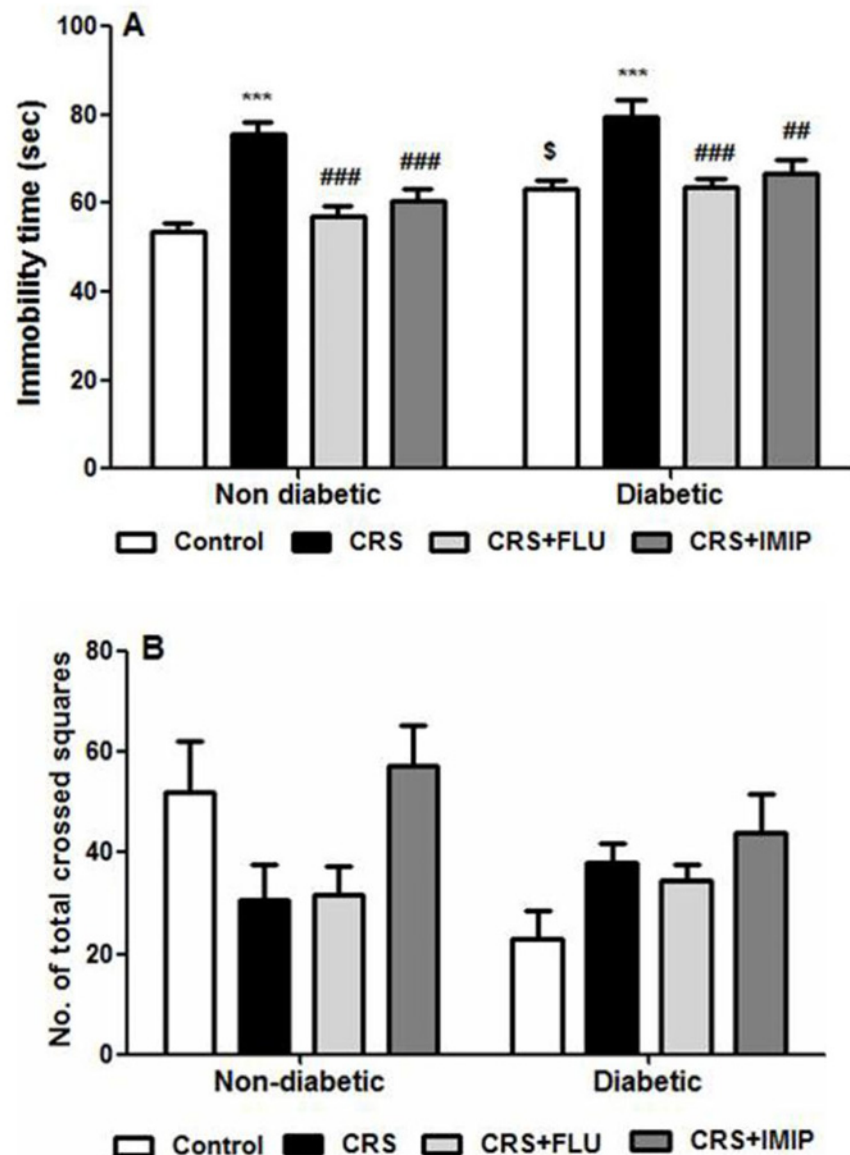 A
Immobility time (sec)
100
80
60
40
20
0
***
###
###
$
***
###
##
Non diabetic
Diabetic
Control
CRS
CRS+FLU
CRS+IMIP
B
No. of total crossed squares
80
60
40
20
0
Non-diabetic
Diabetic
Control
CRS
CRS+FLU
CRS+IMIP